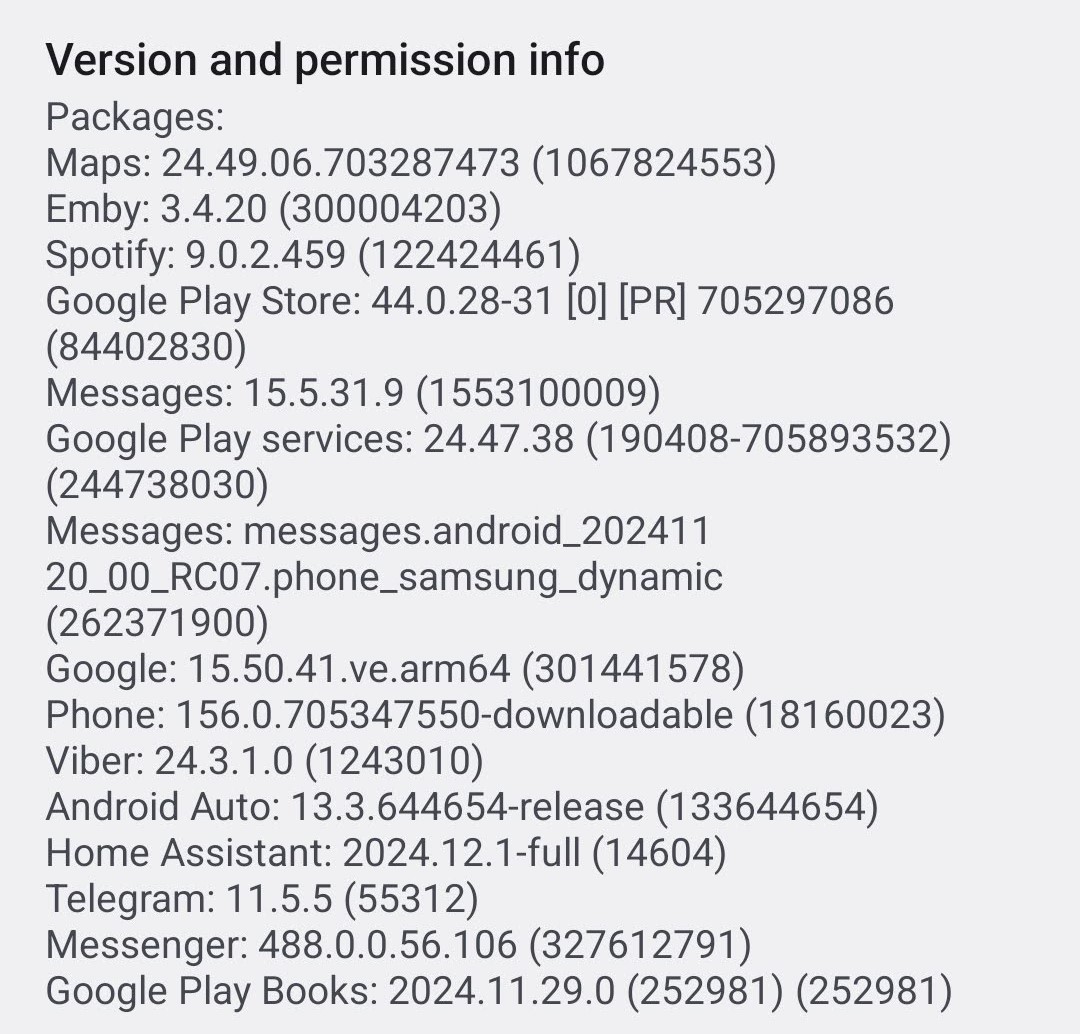 Version and permission info
Packages:
Maps: 24.49.06.703287473 (1067824553)
Emby: 3.4.20 (300004203)
Spotify: 9.0.2.459 (122424461)
Google Play Store: 44.0.28-31 [0] [PR] 705297086
(84402830)
Messages: 15.5.31.9 (1553100009)
Google Play services: 24.47.38 (190408-705893532)
(244738030)
Messages: messages.android_202411
20_00_RC07.phone_samsung_dynamic
(262371900)
Google: 15.50.41.ve.arm64 (301441578)
Phone: 156.0.705347550-downloadable (18160023)
Viber: 24.3.1.0 (1243010)
Android Auto: 13.3.644654-release (133644654)
Home Assistant: 2024.12.1-full (14604)
Telegram: 11.5.5 (55312)
Messenger: 488.0.0.56.106 (327612791)
Google Play Books: 2024.11.29.0 (252981) (252981)